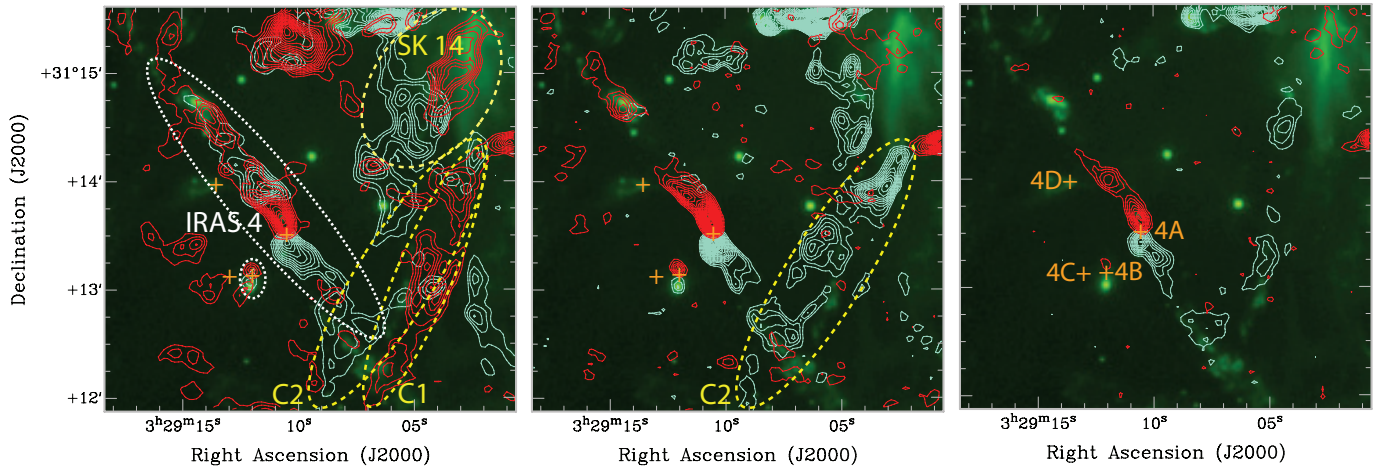 SK 14
+31°15′
+14′
+13′
+12′
Declination (J2000)
IRAS 4
C2
C1
3ʰ29ᵐ15ˢ
10ˢ
05ˢ
Right Ascension (J2000)
C2
3ʰ29ᵐ15ˢ
10ˢ
05ˢ
Right Ascension (J2000)
4D+
4A
4C+ +4B
3ʰ29ᵐ15ˢ
10ˢ
05ˢ
Right Ascension (J2000)